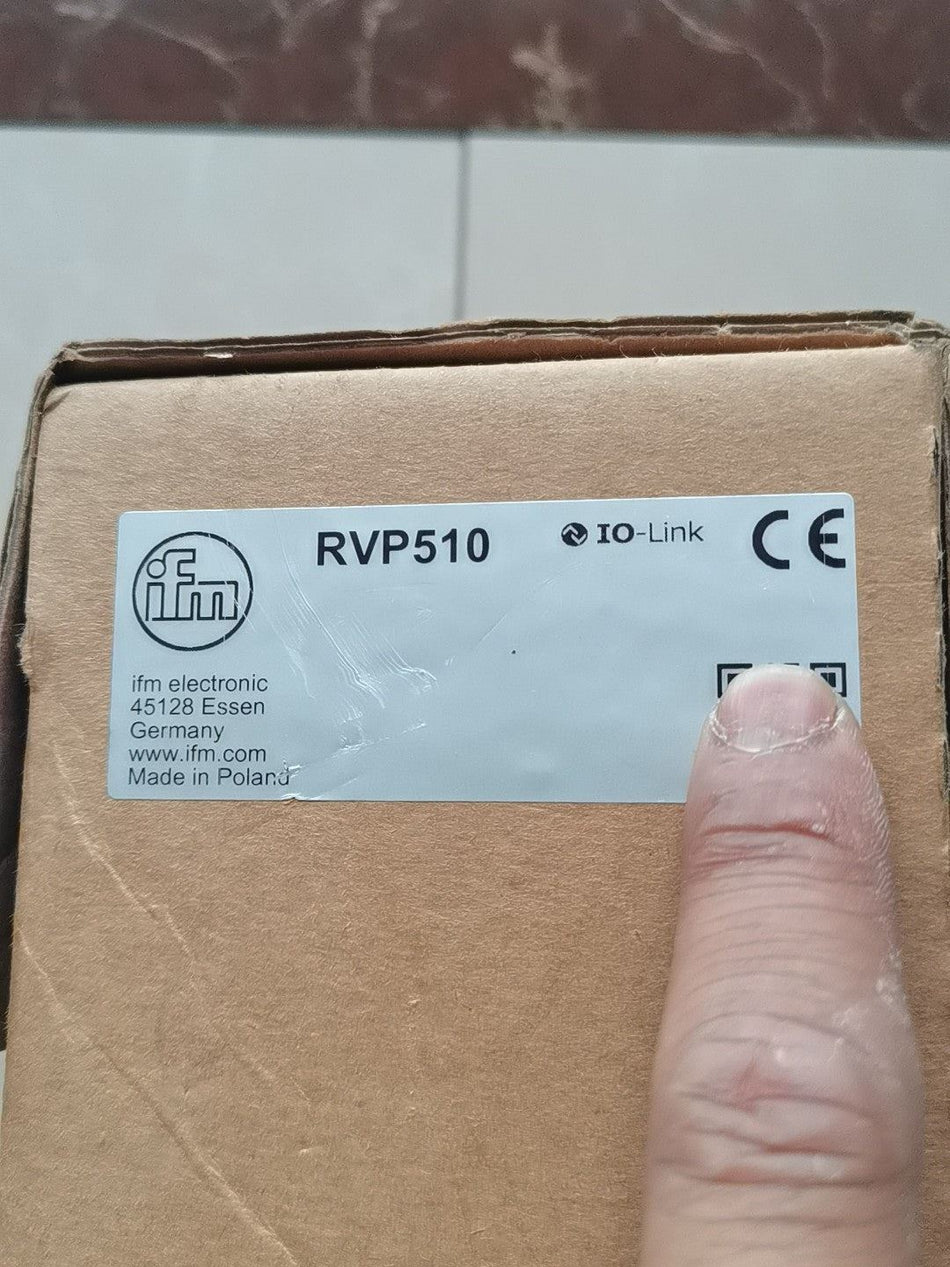 ifm
RVP510
IO-Link
CE
ifm electronic
45128 Essen
Germany
www.ifm.com
Made in Poland